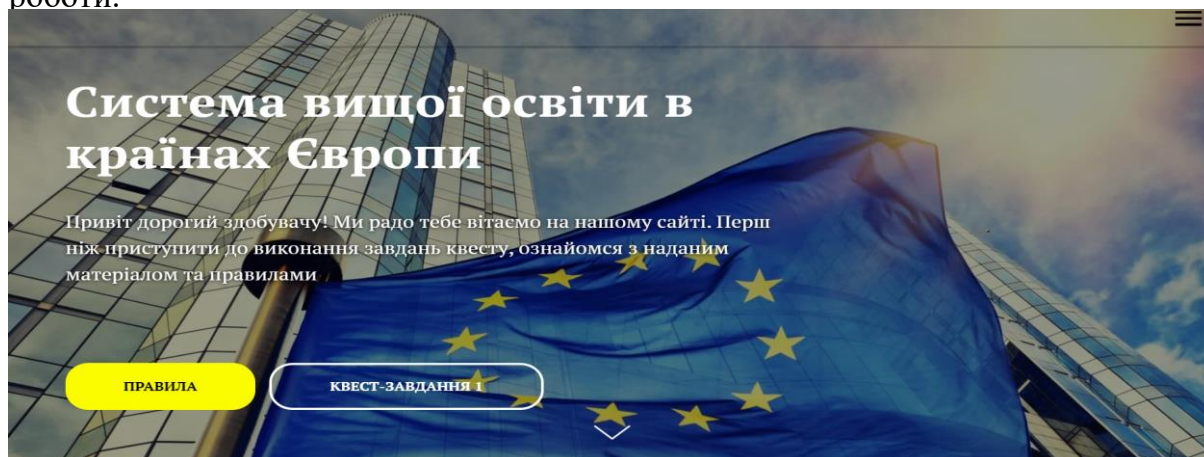 роботи.
Система вищої освіти в
країнах Європи
Привіт дорогий здобувачу! Ми радо тебе вітаємо на нашому сайті. Перш
ніж приступити до виконання завдань квесту, ознайомся з наданим
матеріалом та правилами
ПРАВИЛА
КВЕСТ-ЗАВДАННЯ 1